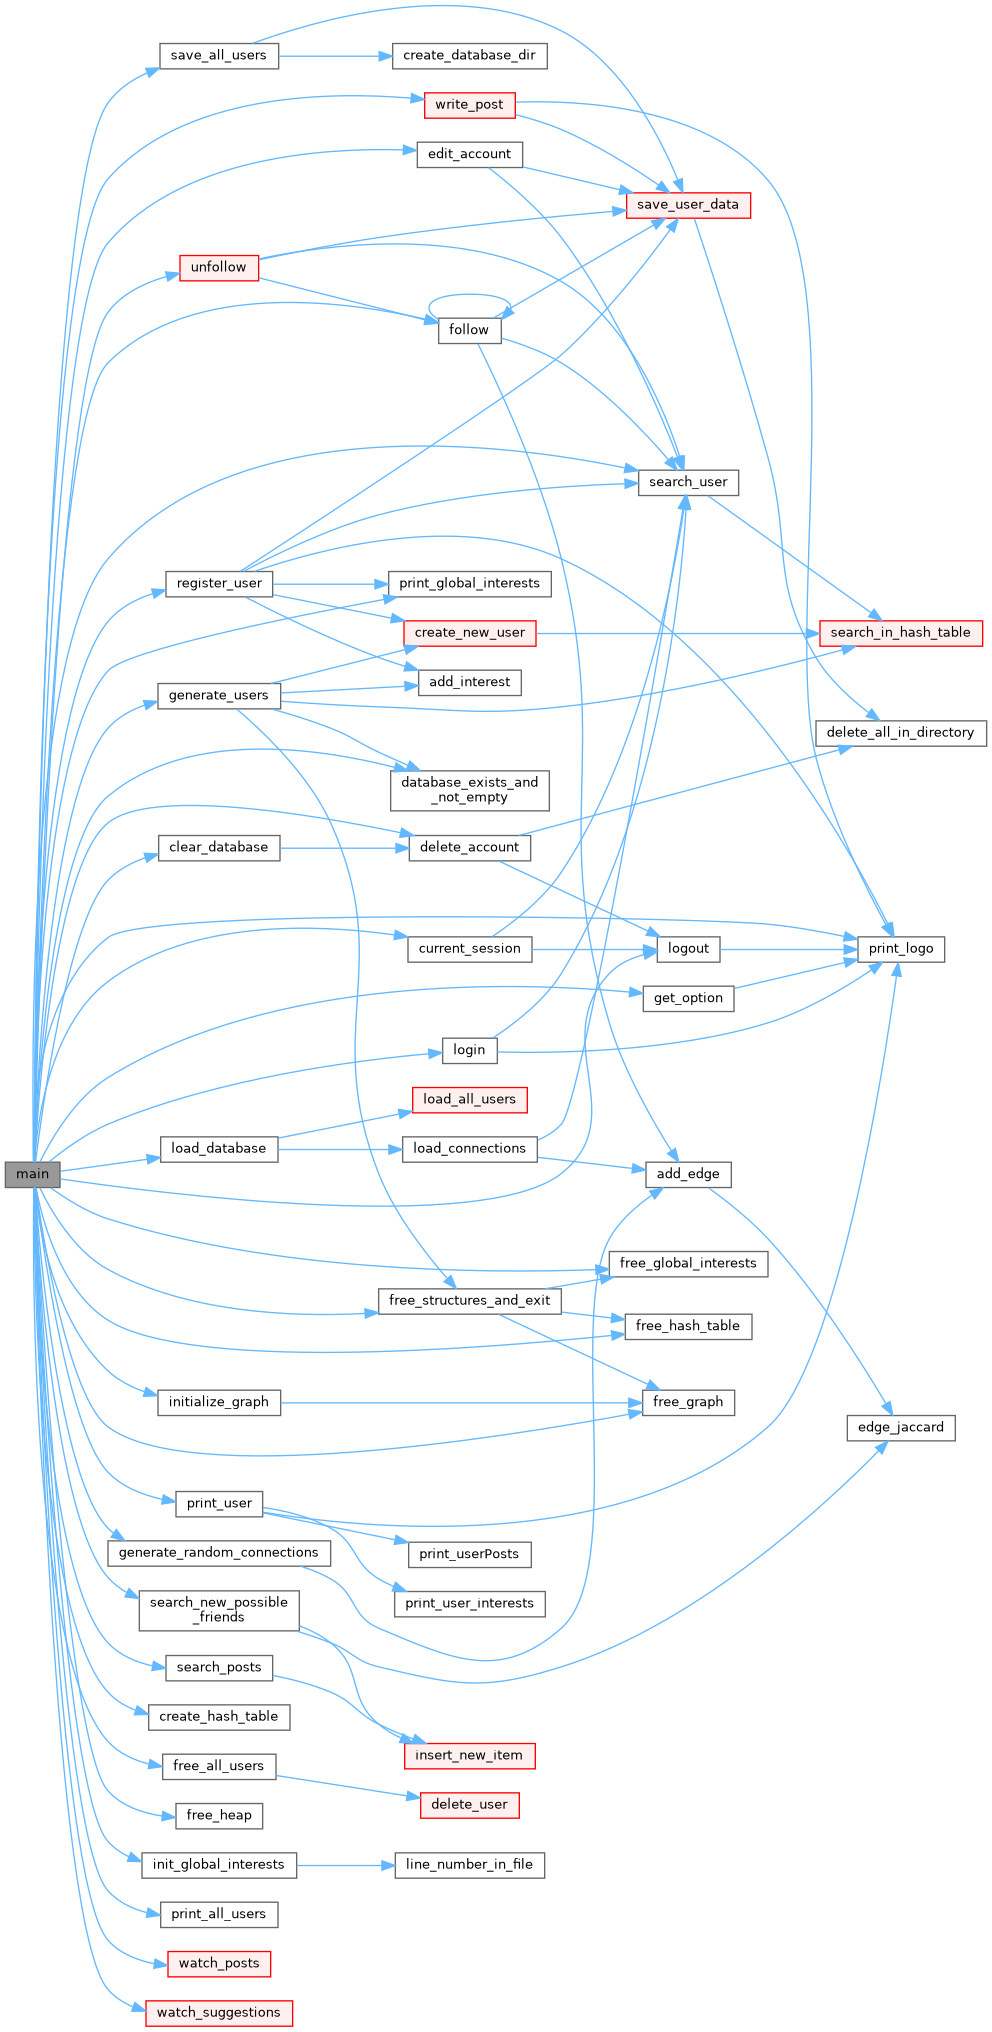 save_all_users
create_database_dir
write_post
edit_account
save_user_data
unfollow
follow
search_user
register_user
print_global_interests
create_new_user
search_in_hash_table
add_interest
generate_users
delete_all_in_directory
database_exists_and
_not_empty
clear_database
delete_account
current_session
logout
print_logo
get_option
login
load_all_users
load_database
load_connections
main
add_edge
free_global_interests
free_structures_and_exit
free_hash_table
initialize_graph
free_graph
edge_jaccard
print_user
generate_random_connections
print_userPosts
print_user_interests
search_new_possible
_friends
search_posts
create_hash_table
insert_new_item
free_all_users
delete_user
free_heap
init_global_interests
line_number_in_file
print_all_users
watch_posts
watch_suggestions